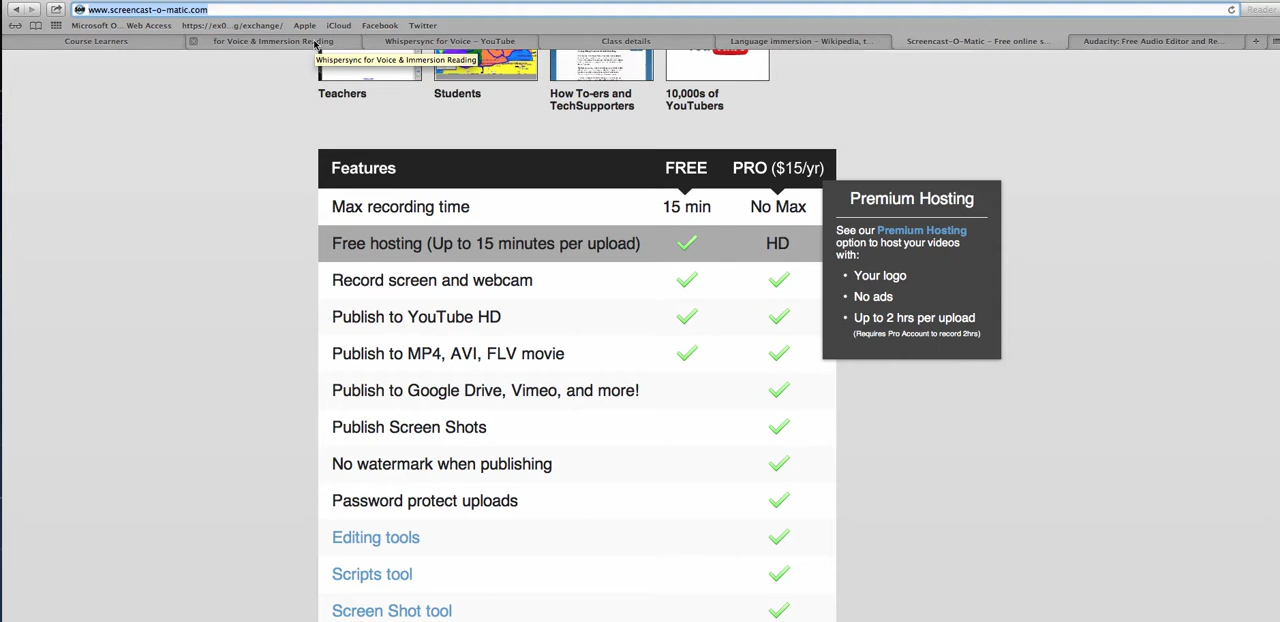 www.screencast-o-matic.com
Reader
Microsoft O... Web Access https://ex0...g/exchange/ Apple iCloud Facebook Twitter
Course Learners for Voice & Immersion Reading Whispersync for Voice – YouTube Class details Language immersion – Wikipedia, t... Screencast-O-Matic – Free online s... Audacity: Free Audio Editor and Re...
Whispersync for Voice & Immersion Reading
Teachers
Students
How To-ers and
TechSupporters
10,000s of
YouTubers
Features FREE PRO ($15/yr)
Max recording time 15 min No Max
Free hosting (Up to 15 minutes per upload) HD
Record screen and webcam
Publish to YouTube HD
Publish to MP4, AVI, FLV movie
Publish to Google Drive, Vimeo, and more!
Publish Screen Shots
No watermark when publishing
Password protect uploads
Editing tools
Scripts tool
Screen Shot tool
Premium Hosting
See our Premium Hosting
option to host your videos
with:
• Your logo
• No ads
• Up to 2 hrs per upload
(Requires Pro Account to record 2hrs)